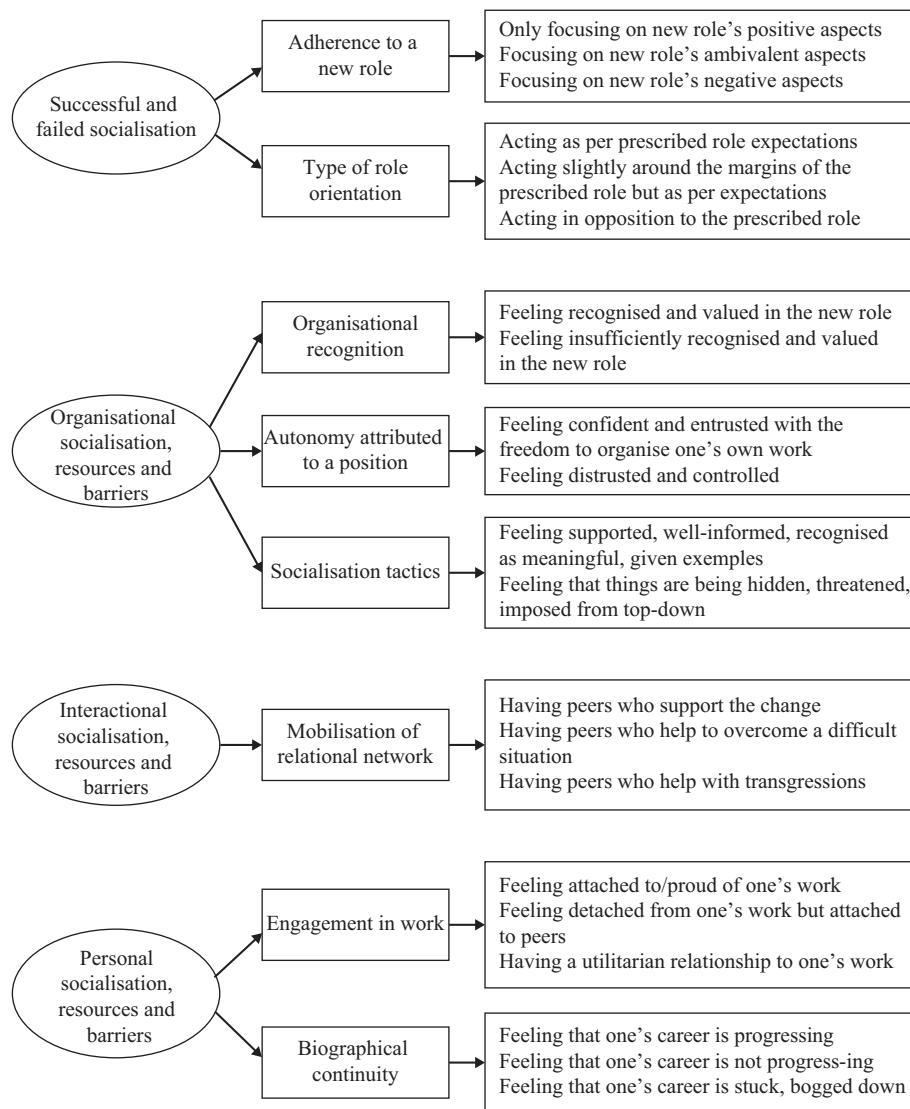 Successful and
failed socialisation
Adherence to a
new role
Only focusing on new role’s positive aspects
Focusing on new role’s ambivalent aspects
Focusing on new role’s negative aspects
Type of role
orientation
Acting as per prescribed role expectations
Acting slightly around the margins of the
prescribed role but as per expectations
Acting in opposition to the prescribed role
Organisational
socialisation,
resources and
barriers
Organisational
recognition
Feeling recognised and valued in the new role
Feeling insufficiently recognised and valued
in the new role
Autonomy attributed
to a position
Feeling confident and entrusted with the
freedom to organise one’s own work
Feeling distrusted and controlled
Socialisation tactics
Feeling supported, well-informed, recognised
as meaningful, given exemples
Feeling that things are being hidden, threatened,
imposed from top-down
Interactional
socialisation,
resources and
barriers
Mobilisation of
relational network
Having peers who support the change
Having peers who help to overcome a difficult
situation
Having peers who help with transgressions
Personal
socialisation,
resources and
barriers
Engagement in work
Feeling attached to/proud of one’s work
Feeling detached from one’s work but attached
to peers
Having a utilitarian relationship to one’s work
Biographical
continuity
Feeling that one’s career is progressing
Feeling that one’s career is not progress-ing
Feeling that one’s career is stuck, bogged down